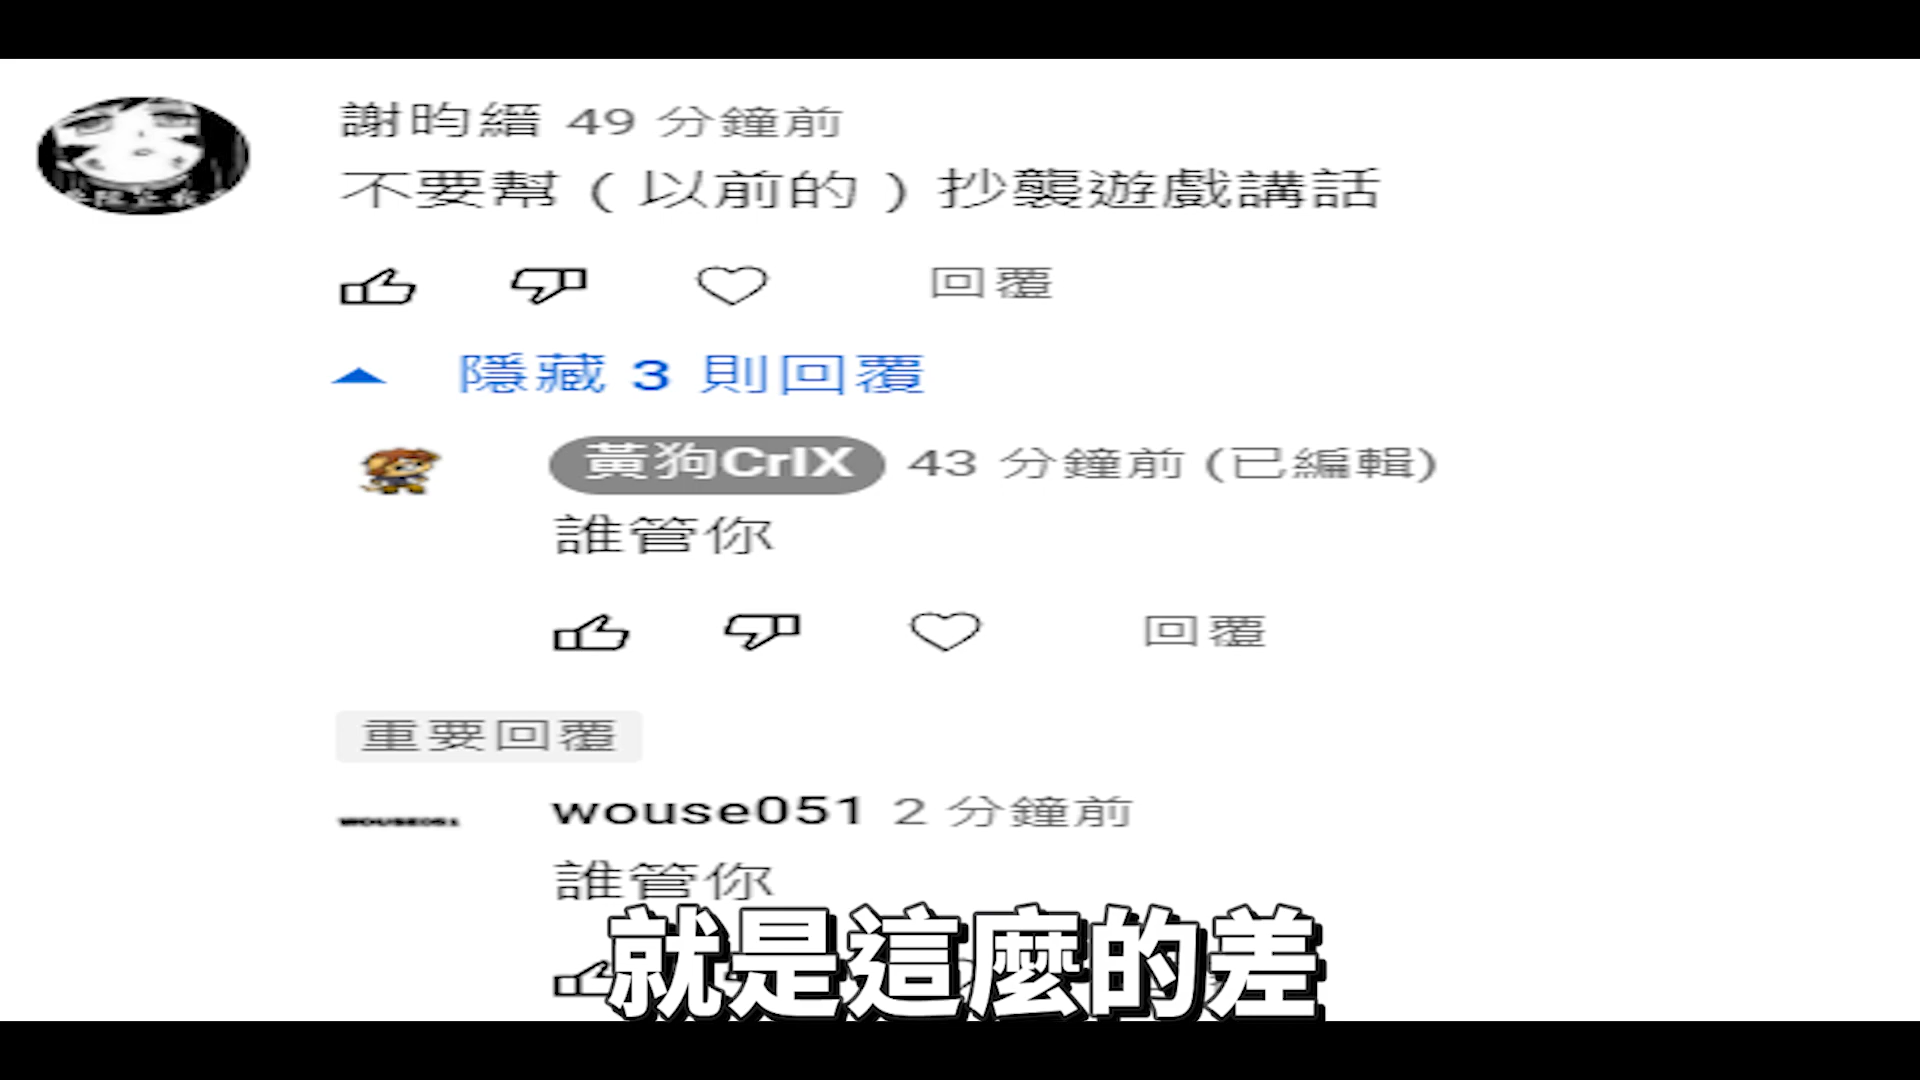 謝昀縉 49 分鐘前
不要幫（以前的）抄襲遊戲講話
回覆
隱藏 3 則回覆
黃狗CrIX 43 分鐘前 (已編輯)
誰管你
回覆
重要回覆
WOUSE051
wouse051 2 分鐘前
誰管你
就是這麼的差